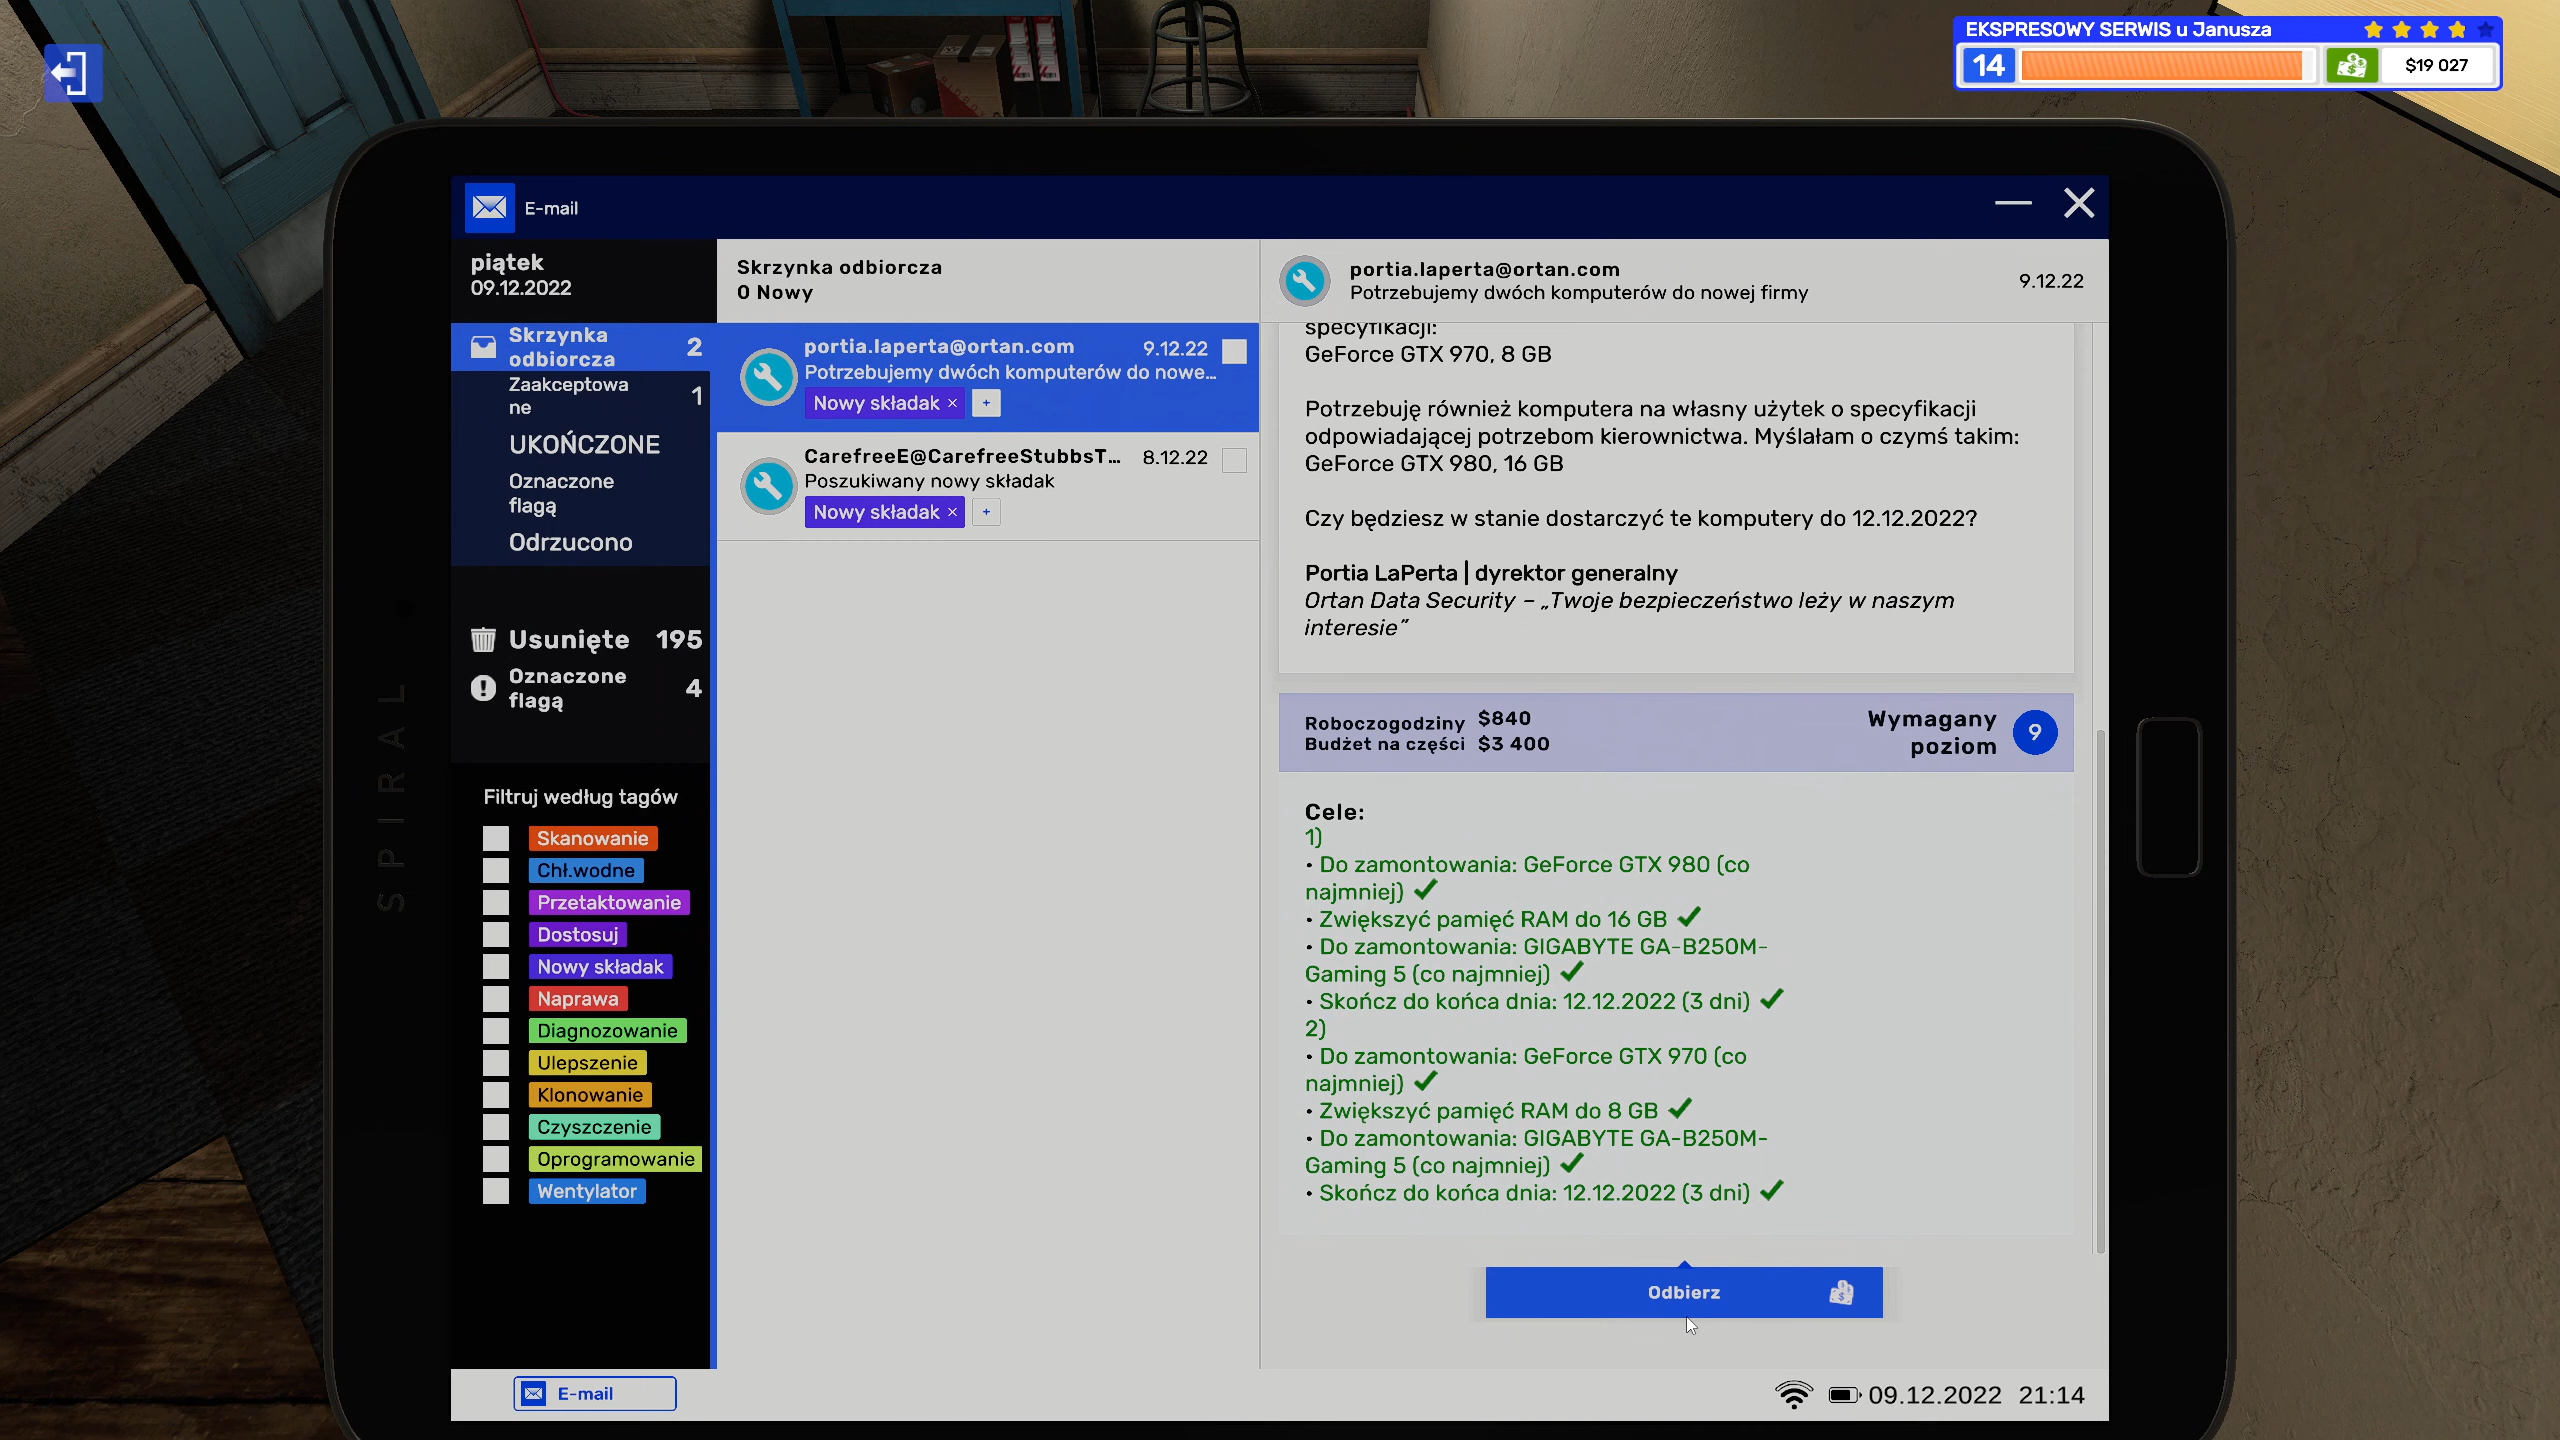 EKSPRESOWY SERWIS u Janusza
14
$19 027
E-mail
piątek
09.12.2022
Skrzynka odbiorcza
0 Nowy
portia.laperta@ortan.com
Potrzebujemy dwóch komputerów do nowej firmy
9.12.22
Skrzynka
odbiorcza
2
Zaakceptowa
ne
1
UKOŃCZONE
Oznaczone
flagą
Odrzucono
Usunięte 195
Oznaczone
flagą
4
Filtruj według tagów
Skanowanie
Chł.wodne
Przetaktowanie
Dostosuj
Nowy składak
Naprawa
Diagnozowanie
Ulepszenie
Klonowanie
Czyszczenie
Oprogramowanie
Wentylator
portia.laperta@ortan.com 9.12.22
Potrzebujemy dwóch komputerów do nowe...
Nowy składak × +
CarefreeE@CarefreeStubbsT... 8.12.22
Poszukiwany nowy składak
Nowy składak × +
specyfikacji:
GeForce GTX 970, 8 GB
Potrzebuję również komputera na własny użytek o specyfikacji
odpowiadającej potrzebom kierownictwa. Myślałam o czymś takim:
GeForce GTX 980, 16 GB
Czy będziesz w stanie dostarczyć te komputery do 12.12.2022?
Portia LaPerta | dyrektor generalny
Ortan Data Security – „Twoje bezpieczeństwo leży w naszym
interesie”
Roboczogodziny $840
Budżet na części $3 400
Wymagany
poziom
9
Cele:
1)
• Do zamontowania: GeForce GTX 980 (co
najmniej) ✓
• Zwiększyć pamięć RAM do 16 GB ✓
• Do zamontowania: GIGABYTE GA-B250M-
Gaming 5 (co najmniej) ✓
• Skończ do końca dnia: 12.12.2022 (3 dni) ✓
2)
• Do zamontowania: GeForce GTX 970 (co
najmniej) ✓
• Zwiększyć pamięć RAM do 8 GB ✓
• Do zamontowania: GIGABYTE GA-B250M-
Gaming 5 (co najmniej) ✓
• Skończ do końca dnia: 12.12.2022 (3 dni) ✓
Odbierz
E-mail
09.12.2022 21:14
SPIRAL